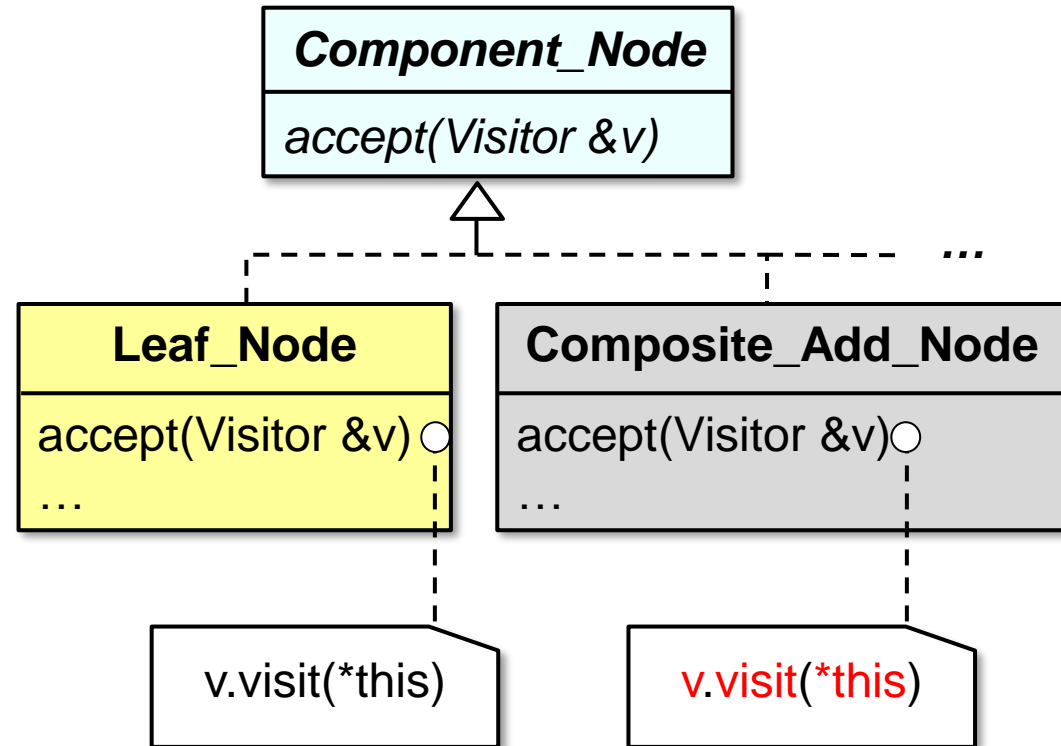 Component_Node
accept(Visitor &v)
...
Leaf_Node
accept(Visitor &v)
…
Composite_Add_Node
accept(Visitor &v)
…
v.visit(*this)
v.visit(*this)